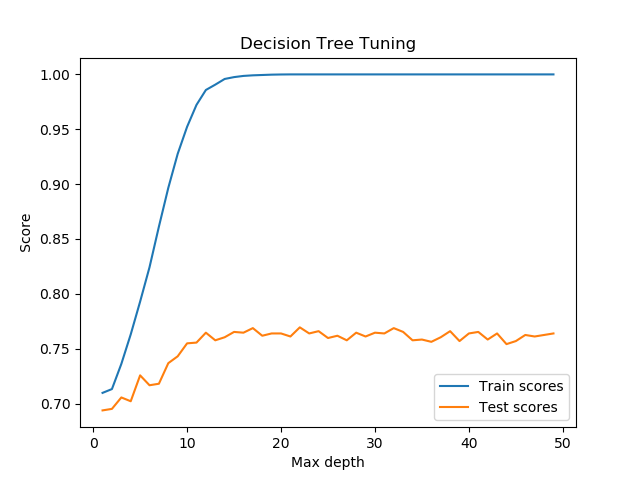 Decision Tree Tuning
1.00
0.95
0.90
0.85
0.80
0.75
0.70
Score
Train scores
Test scores
0 10 20 30 40 50
Max depth